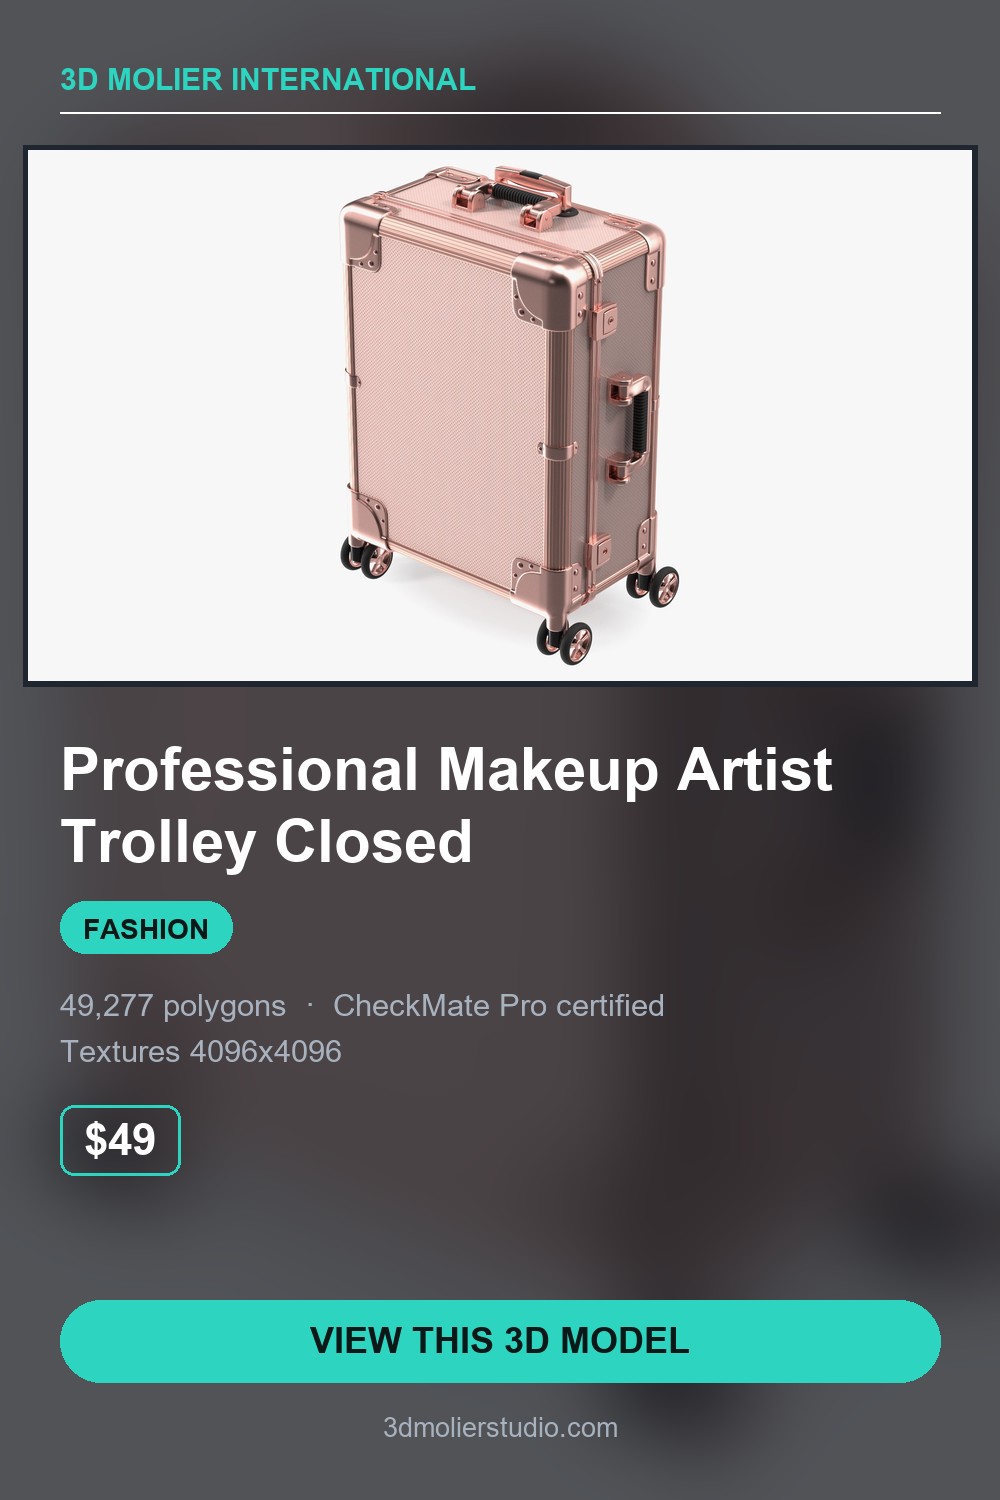 3D MOLIER INTERNATIONAL
Professional Makeup Artist
Trolley Closed
FASHION
49,277 polygons · CheckMate Pro certified
Textures 4096x4096
$49
VIEW THIS 3D MODEL
3dmolierstudio.com